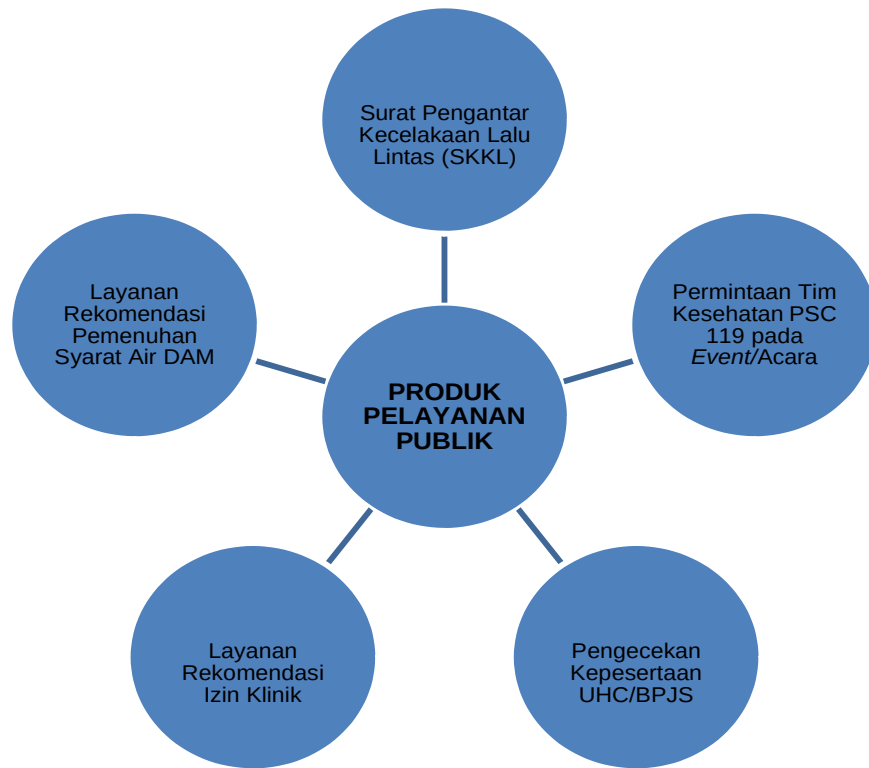 Surat Pengantar
Kecelakaan Lalu
Lintas (SKKL)
Layanan
Rekomendasi
Pemenuhan
Syarat Air DAM
Permintaan Tim
Kesehatan PSC
119 pada
Event/Acara
PRODUK
PELAYANAN
PUBLIK
Layanan
Rekomendasi
Izin Klinik
Pengecekan
Kepesertaan
UHC/BPJS